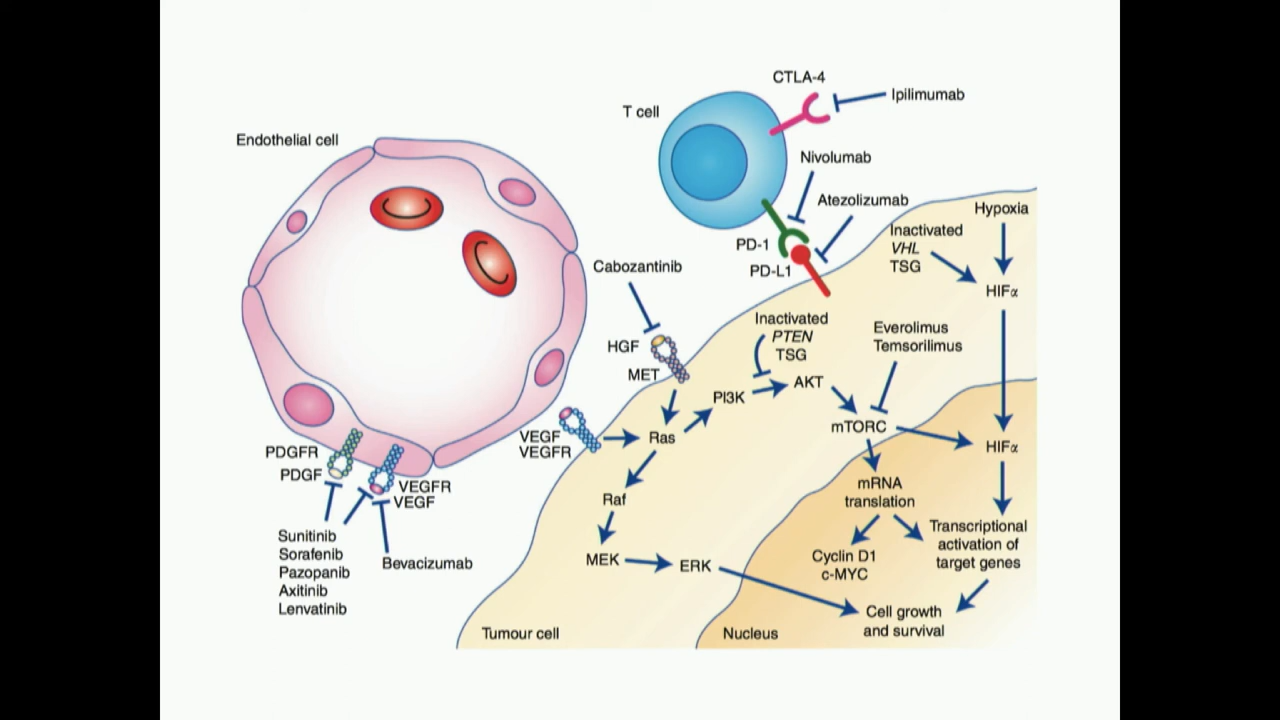 CTLA-4
Ipilimumab
T cell
Endothelial cell
Nivolumab
Atezolizumab
PD-1
PD-L1
Hypoxia
Inactivated
VHL
TSG
HIFα
Cabozantinib
HGF
MET
Inactivated
PTEN
TSG
Everolimus
Temsorilimus
PI3K
AKT
mTORC
HIFα
VEGF
VEGFR
Ras
PDGFR
PDGF
VEGFR
VEGF
Raf
mRNA
translation
Sunitinib
Sorafenib
Pazopanib
Axitinib
Lenvatinib
Bevacizumab
MEK
ERK
Cyclin D1
c-MYC
Transcriptional
activation of
target genes
Cell growth
and survival
Tumour cell
Nucleus